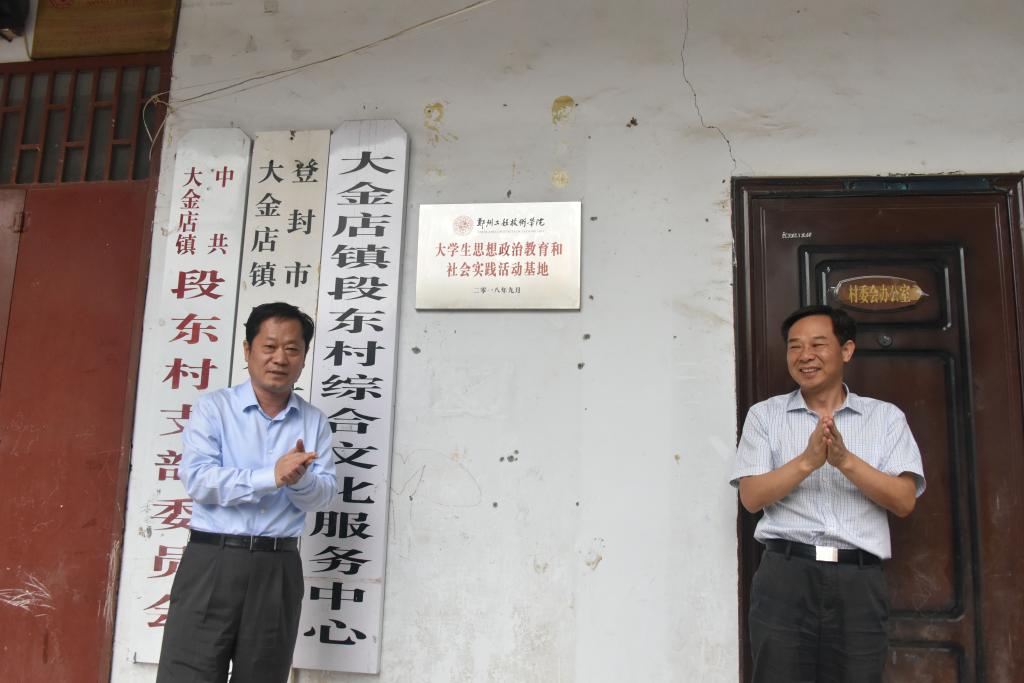 中共
大金店镇
段东村支部委员会
登封市
大金店镇
大金店镇段东村综合文化服务中心
郑州工程技术学院
大学生思想政治教育和
社会实践活动基地
二零一八年九月
村委会办公室